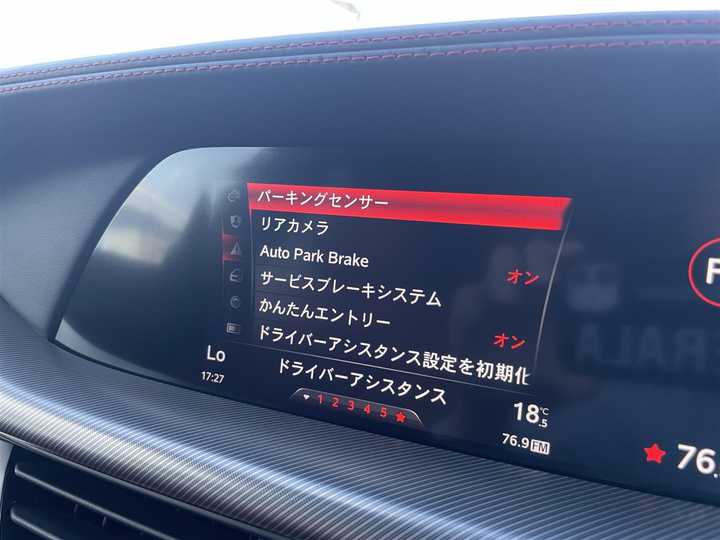 パーキングセンサー
リアカメラ
Auto Park Brake
オン
サービスブレーキシステム
かんたんエントリー
オン
ドライバーアシスタンス設定を初期化
Lo
ドライバーアシスタンス
17:27
1 2 3 4 5
18.5℃
76.9 FM
76.